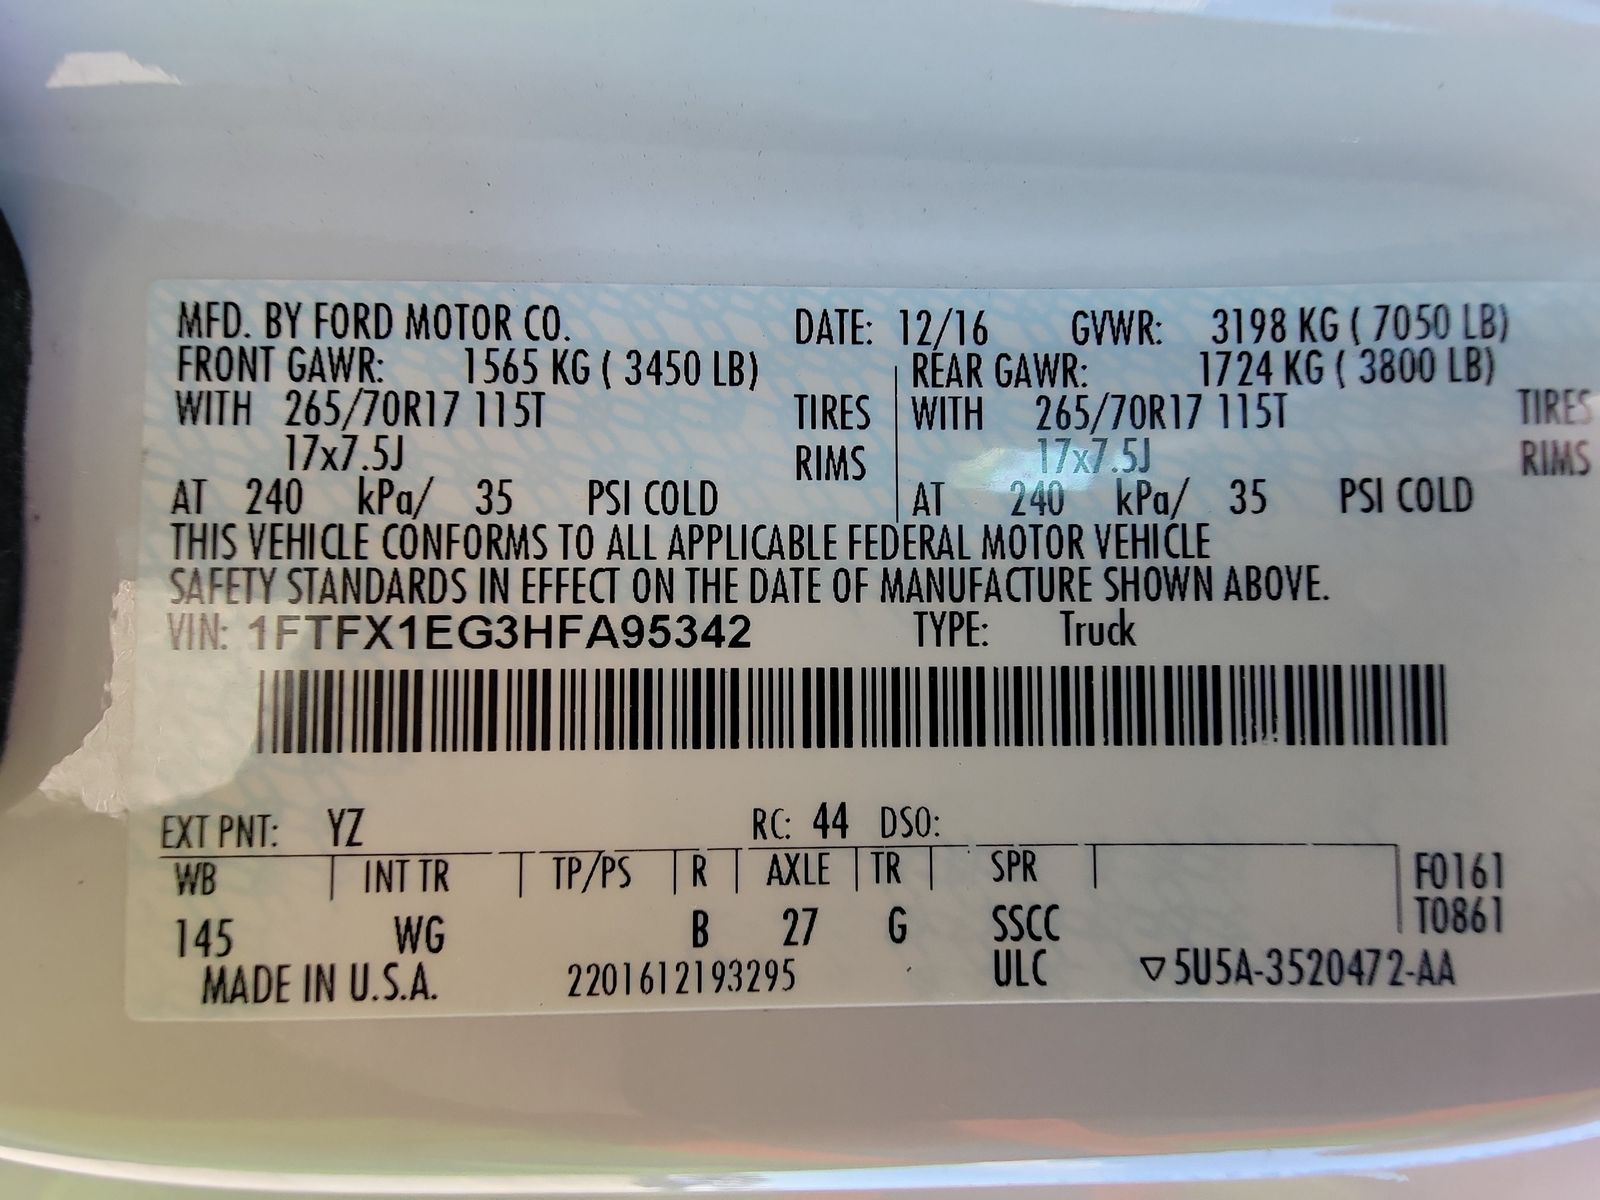 MFD. BY FORD MOTOR CO. DATE: 12/16 GVWR: 3198 KG ( 7050 LB)
FRONT GAWR: 1565 KG ( 3450 LB) REAR GAWR: 1724 KG ( 3800 LB)
WITH 265/70R17 115T TIRES WITH 265/70R17 115T TIRES
17x7.5J RIMS 17x7.5J RIMS
AT 240 kPa/ 35 PSI COLD AT 240 kPa/ 35 PSI COLD
THIS VEHICLE CONFORMS TO ALL APPLICABLE FEDERAL MOTOR VEHICLE
SAFETY STANDARDS IN EFFECT ON THE DATE OF MANUFACTURE SHOWN ABOVE.
VIN: 1FTFX1EG3HFA95342 TYPE: Truck
EXT PNT: YZ RC: 44 DSO:
WB INT TR TP/PS R AXLE TR SPR F0161
T0861
145 WG B 27 G SSCC
MADE IN U.S.A. 2201612193295 ULC ▽5U5A-3520472-AA